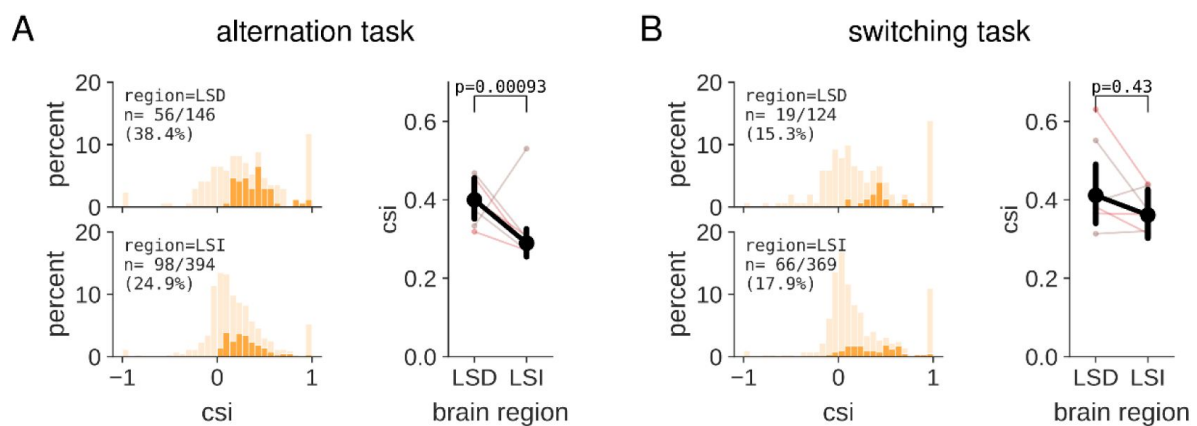 A
alternation task
20
10
0
percent
region=LSD
n= 56/146
(38.4%)
20
10
0
percent
region=LSI
n= 98/394
(24.9%)
−1
0
1
csi
p=0.00093
0.6
0.4
0.2
0.0
csi
LSD LSI
brain region
B
switching task
20
10
0
percent
region=LSD
n= 19/124
(15.3%)
20
10
0
percent
region=LSI
n= 66/369
(17.9%)
−1
0
1
csi
p=0.43
0.6
0.4
0.2
0.0
csi
LSD LSI
brain region